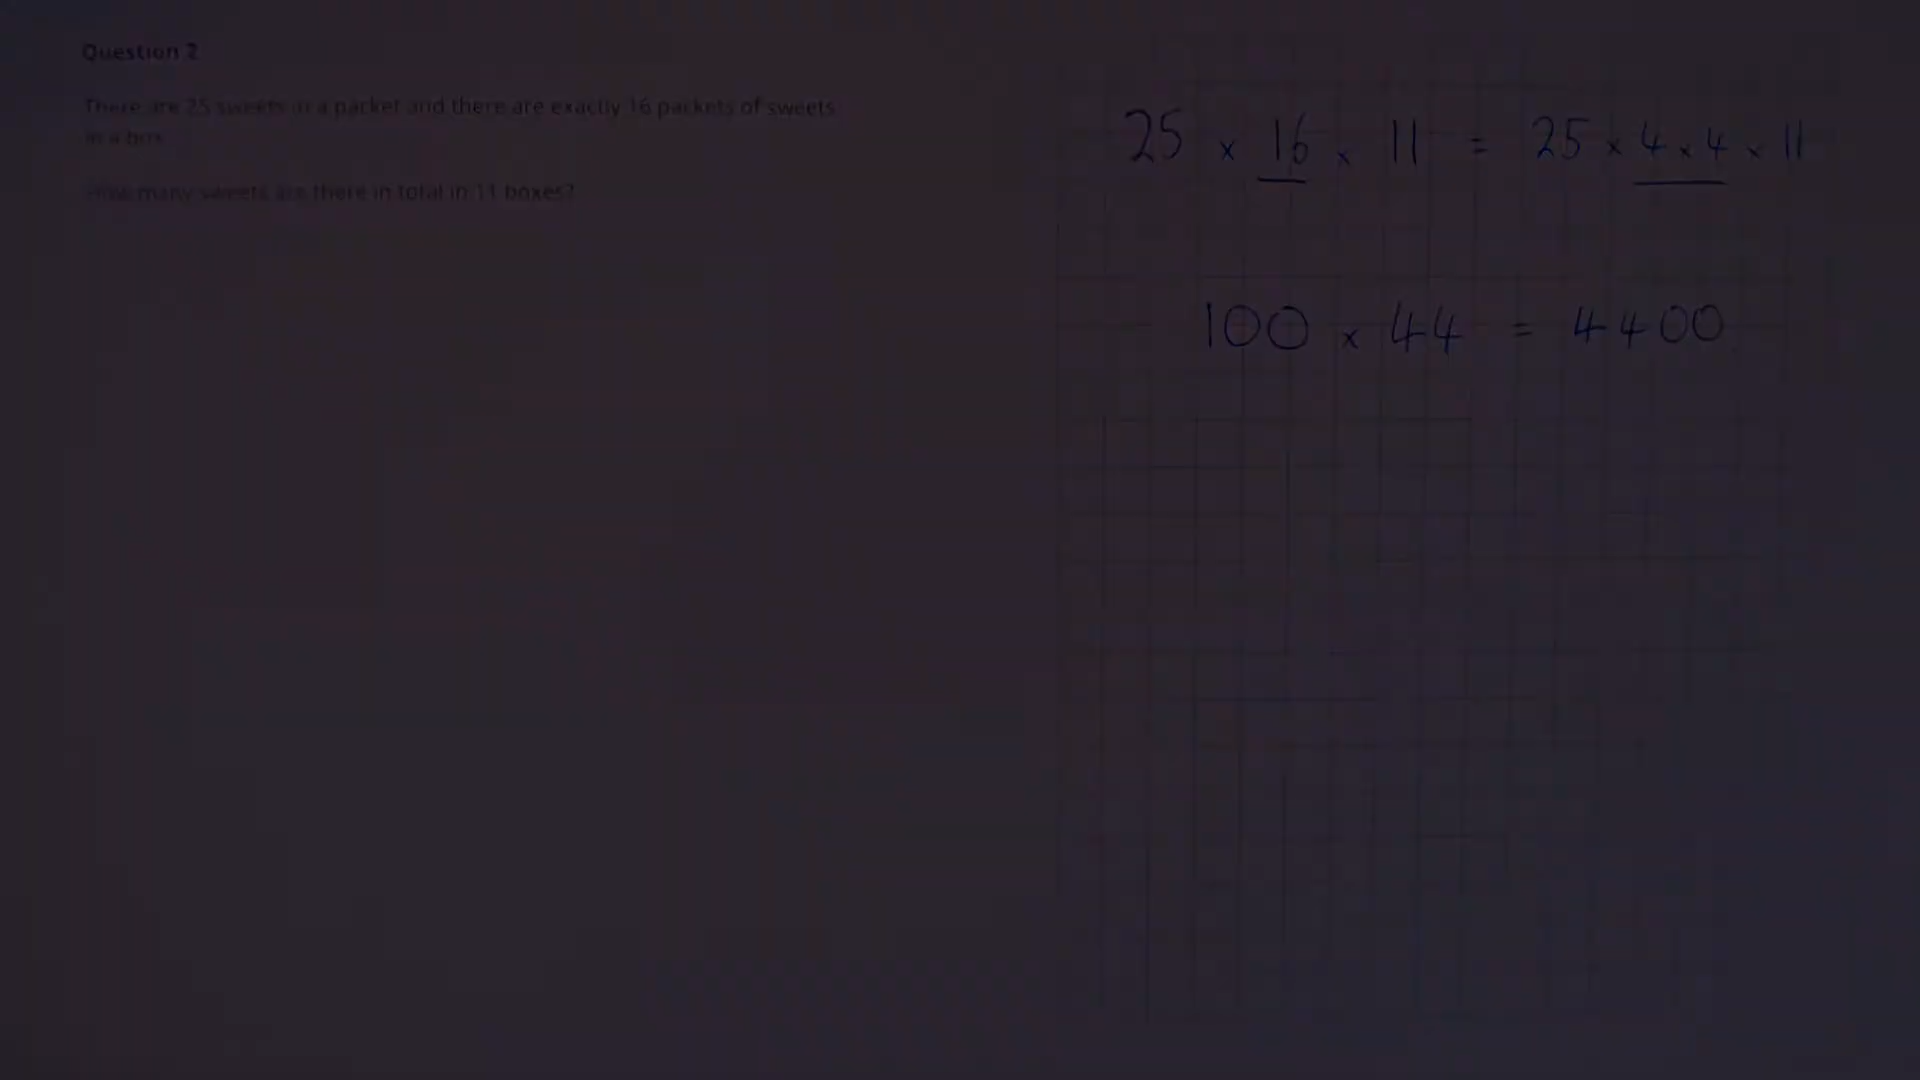 Question 2
There are 25 sweets in a packet and there are exactly 16 packets of sweets
in a box.
How many sweets are there in total in 11 boxes?
25 × 16 × 11 = 25 × 4 × 4 × 11
100 × 44 = 4400